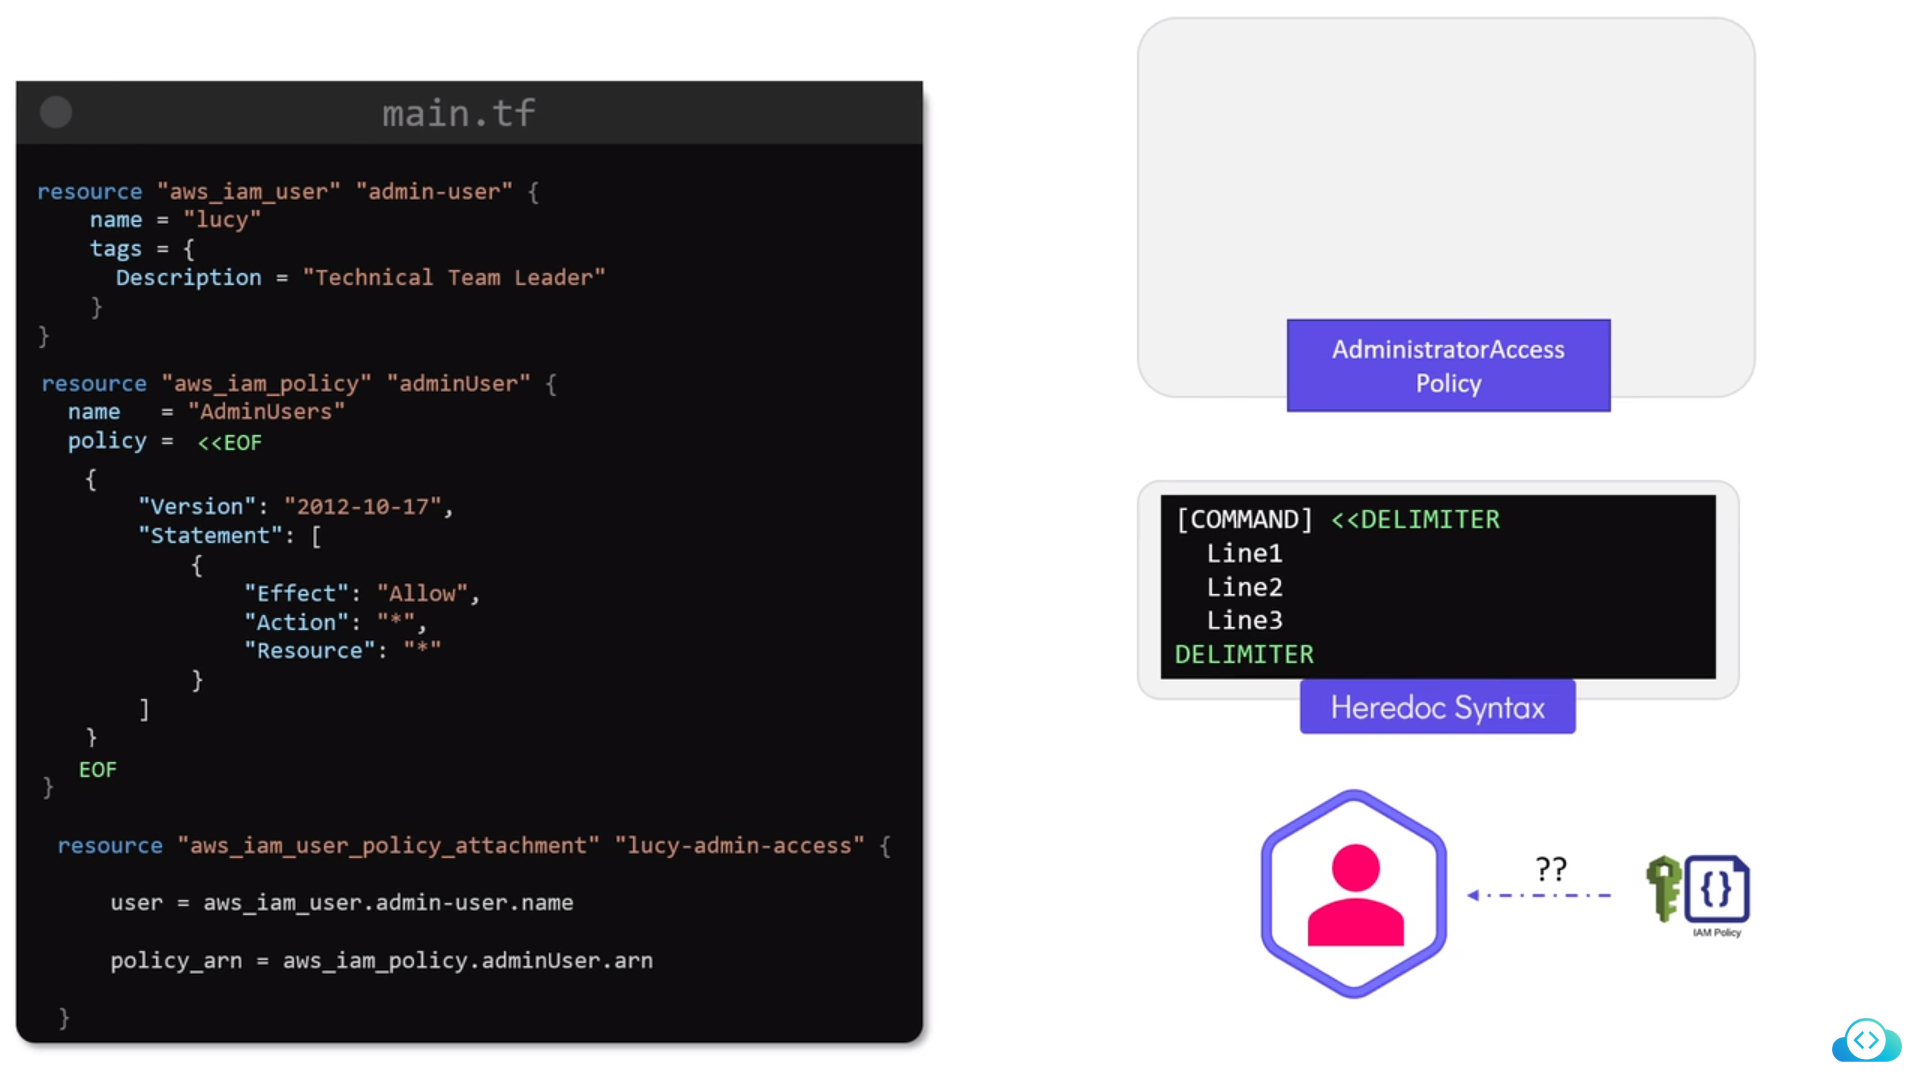 main.tf
resource "aws_iam_user" "admin-user" {
    name = "lucy"
    tags = {
      Description = "Technical Team Leader"
    }
}
resource "aws_iam_policy" "adminUser" {
  name   = "AdminUsers"
  policy = <<EOF
  {
      "Version": "2012-10-17",
      "Statement": [
          {
              "Effect": "Allow",
              "Action": "*",
              "Resource": "*"
          }
      ]
  }
  EOF
}
resource "aws_iam_user_policy_attachment" "lucy-admin-access" {
    user = aws_iam_user.admin-user.name
    policy_arn = aws_iam_policy.adminUser.arn
}
AdministratorAccess
Policy
[COMMAND] <<DELIMITER
  Line1
  Line2
  Line3
DELIMITER
Heredoc Syntax
??
{}
IAM Policy
<>